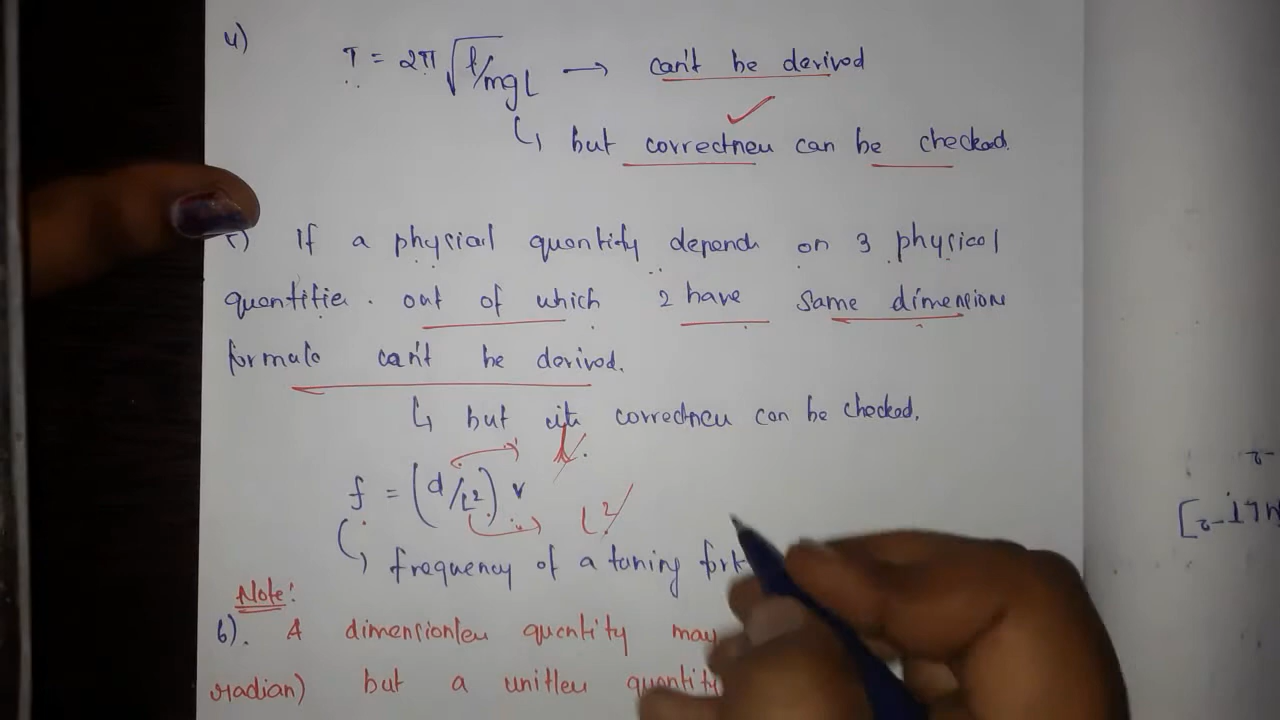 4)
T = 2π √(I/mgL → can't be derived
↳ but correctness can be checked.
5) If a physical quantity depends on 3 physical
quantities. out of which 2 have same dimensions
formula can't be derived.
↳ but its correctness can be checked.
f = (d/L²) v L²
↳ frequency of a tuning fork
Note:
6). A dimensionless quantity may
radian) but a unitless quantity